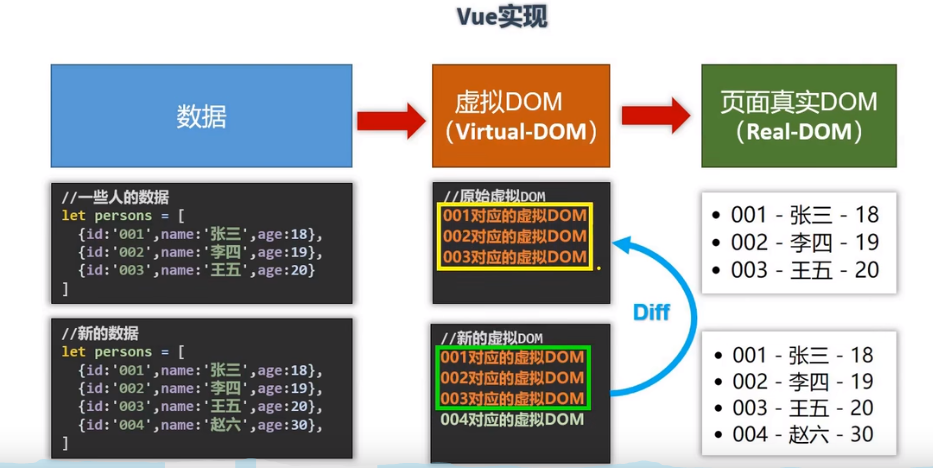 Vue实现
数据
虚拟DOM
（Virtual-DOM）
页面真实DOM
（Real-DOM）
//一些人的数据
let persons = [
{id:'001',name:'张三',age:18},
{id:'002',name:'李四',age:19},
{id:'003',name:'王五',age:20}
]
//原始虚拟DOM
001对应的虚拟DOM
002对应的虚拟DOM
003对应的虚拟DOM
• 001 - 张三 - 18
• 002 - 李四 - 19
• 003 - 王五 - 20
Diff
//新的数据
let persons = [
{id:'001',name:'张三',age:18},
{id:'002',name:'李四',age:19},
{id:'003',name:'王五',age:20},
{id:'004',name:'赵六',age:30},
]
//新的虚拟DOM
001对应的虚拟DOM
002对应的虚拟DOM
003对应的虚拟DOM
004对应的虚拟DOM
• 001 - 张三 - 18
• 002 - 李四 - 19
• 003 - 王五 - 20
• 004 - 赵六 - 30